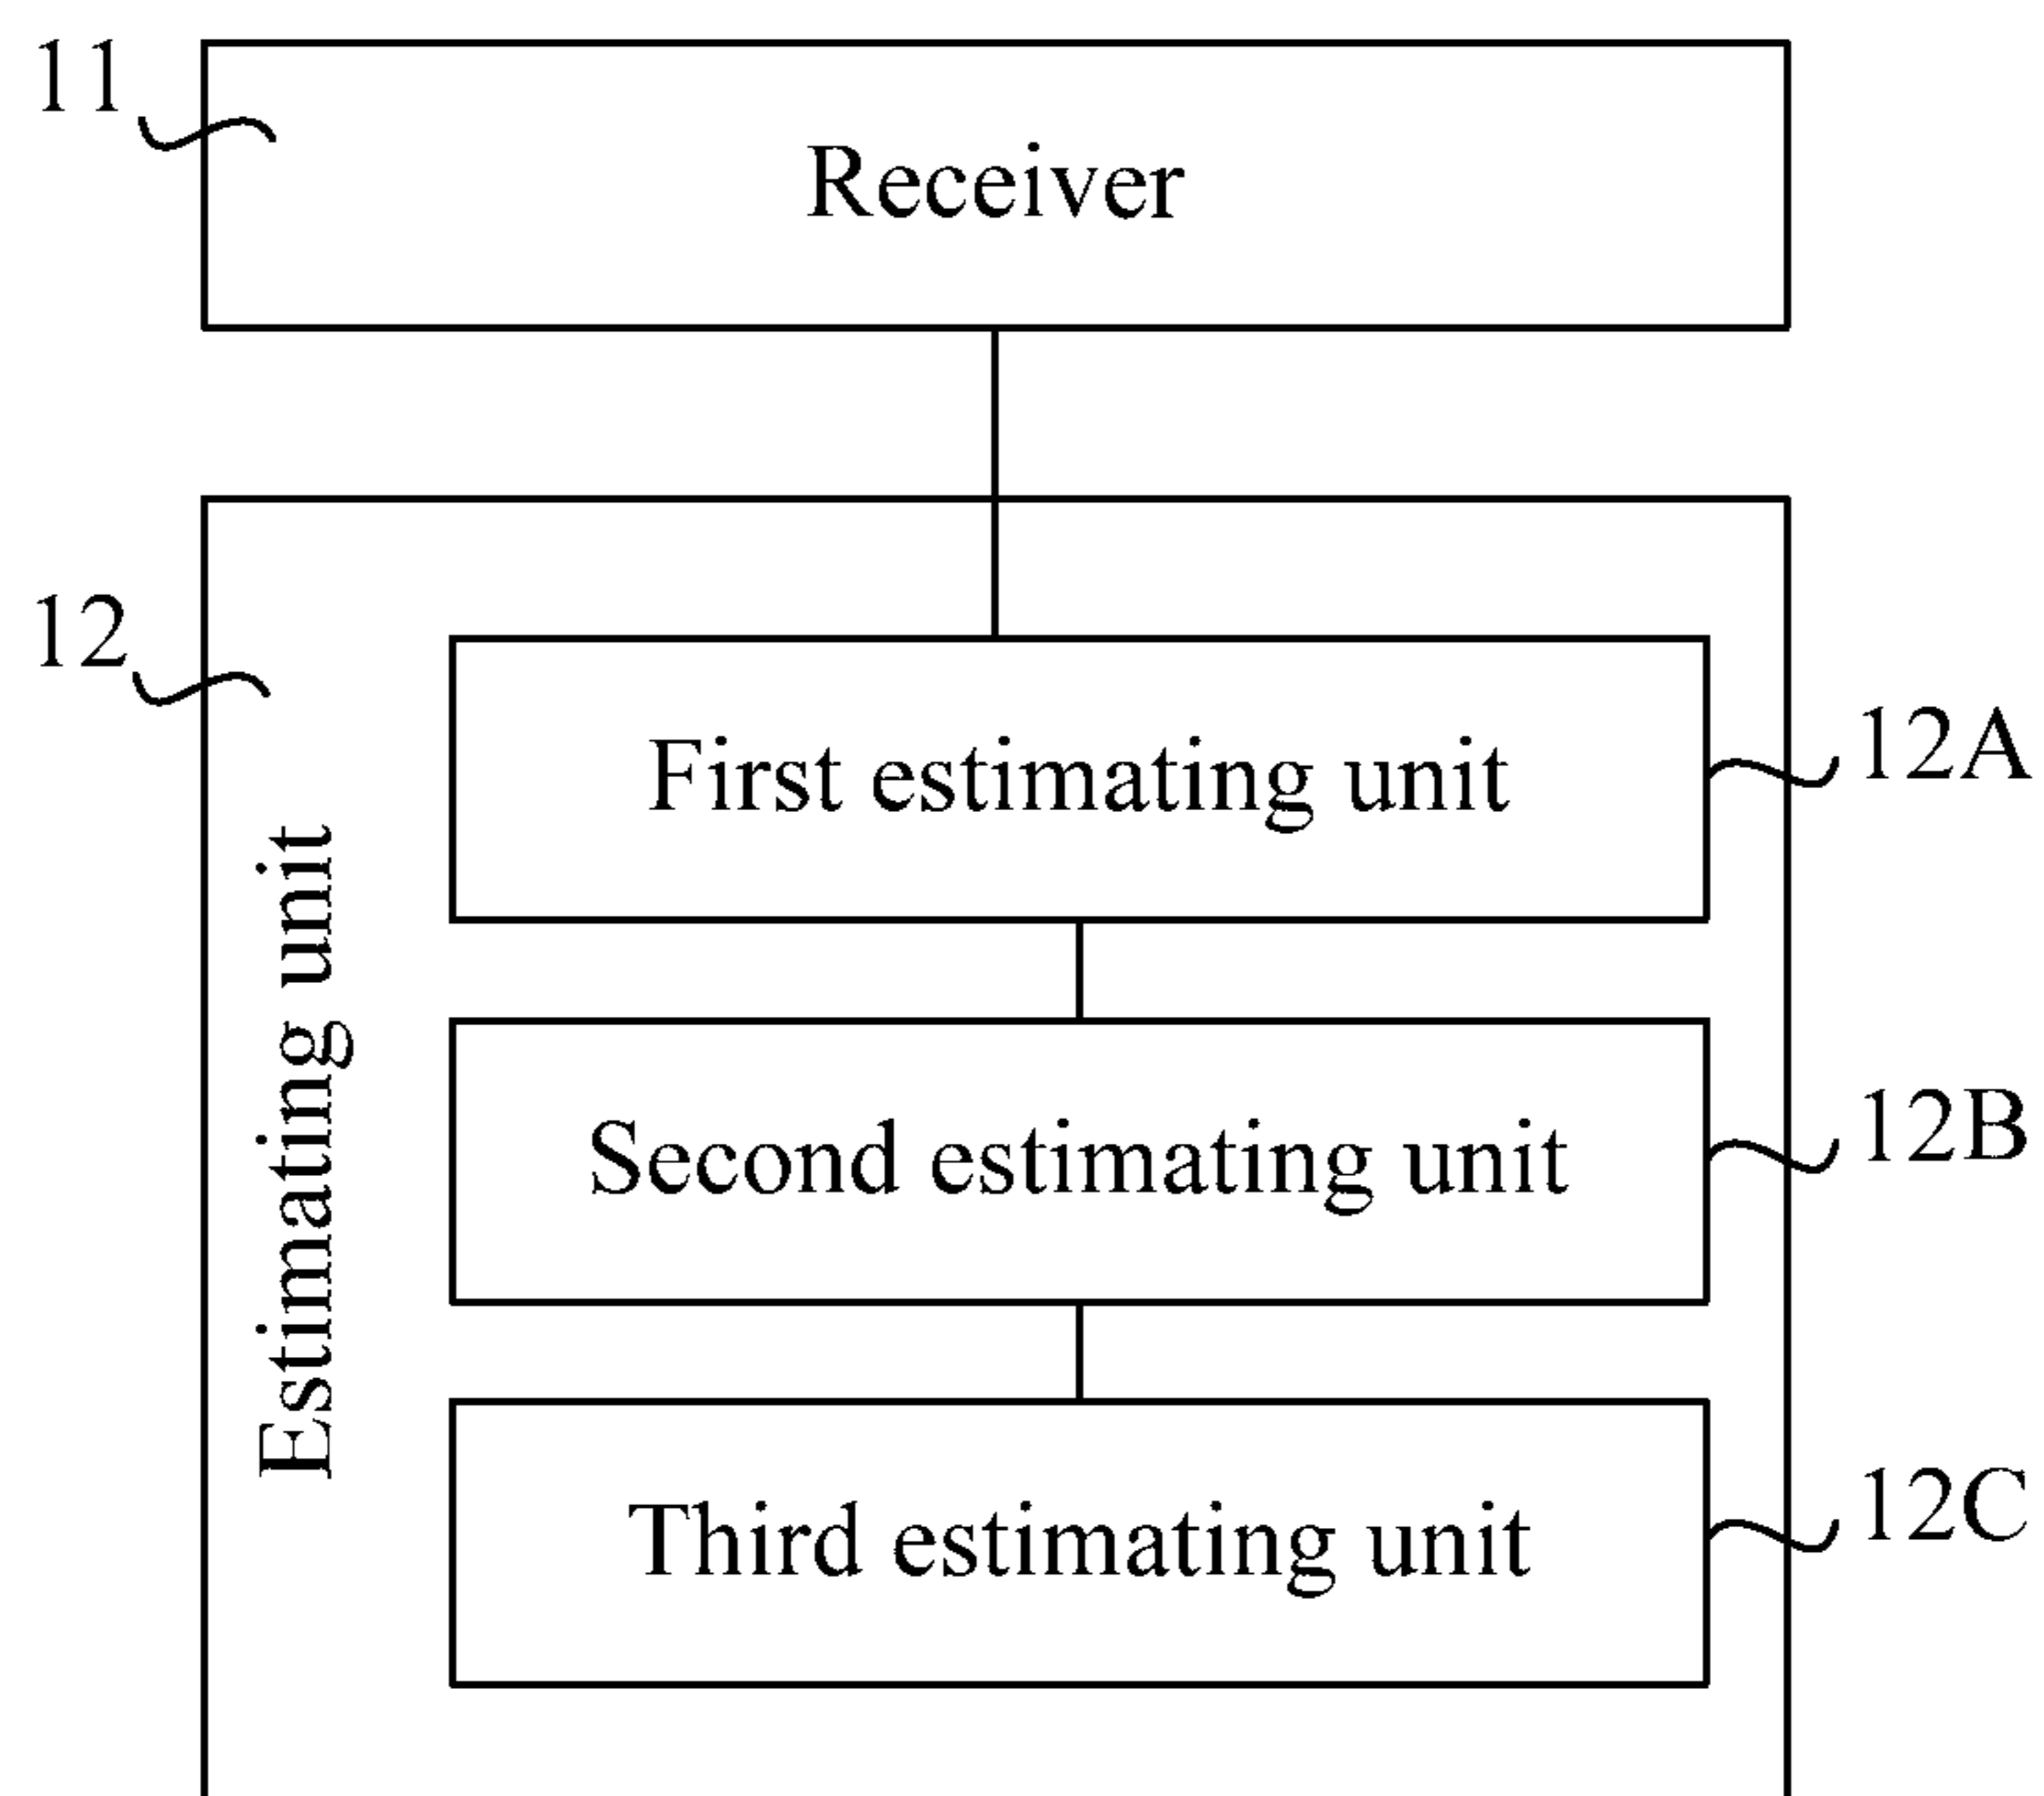 11
Receiver
12
Estimating unit
First estimating unit
12A
Second estimating unit
12B
Third estimating unit
12C